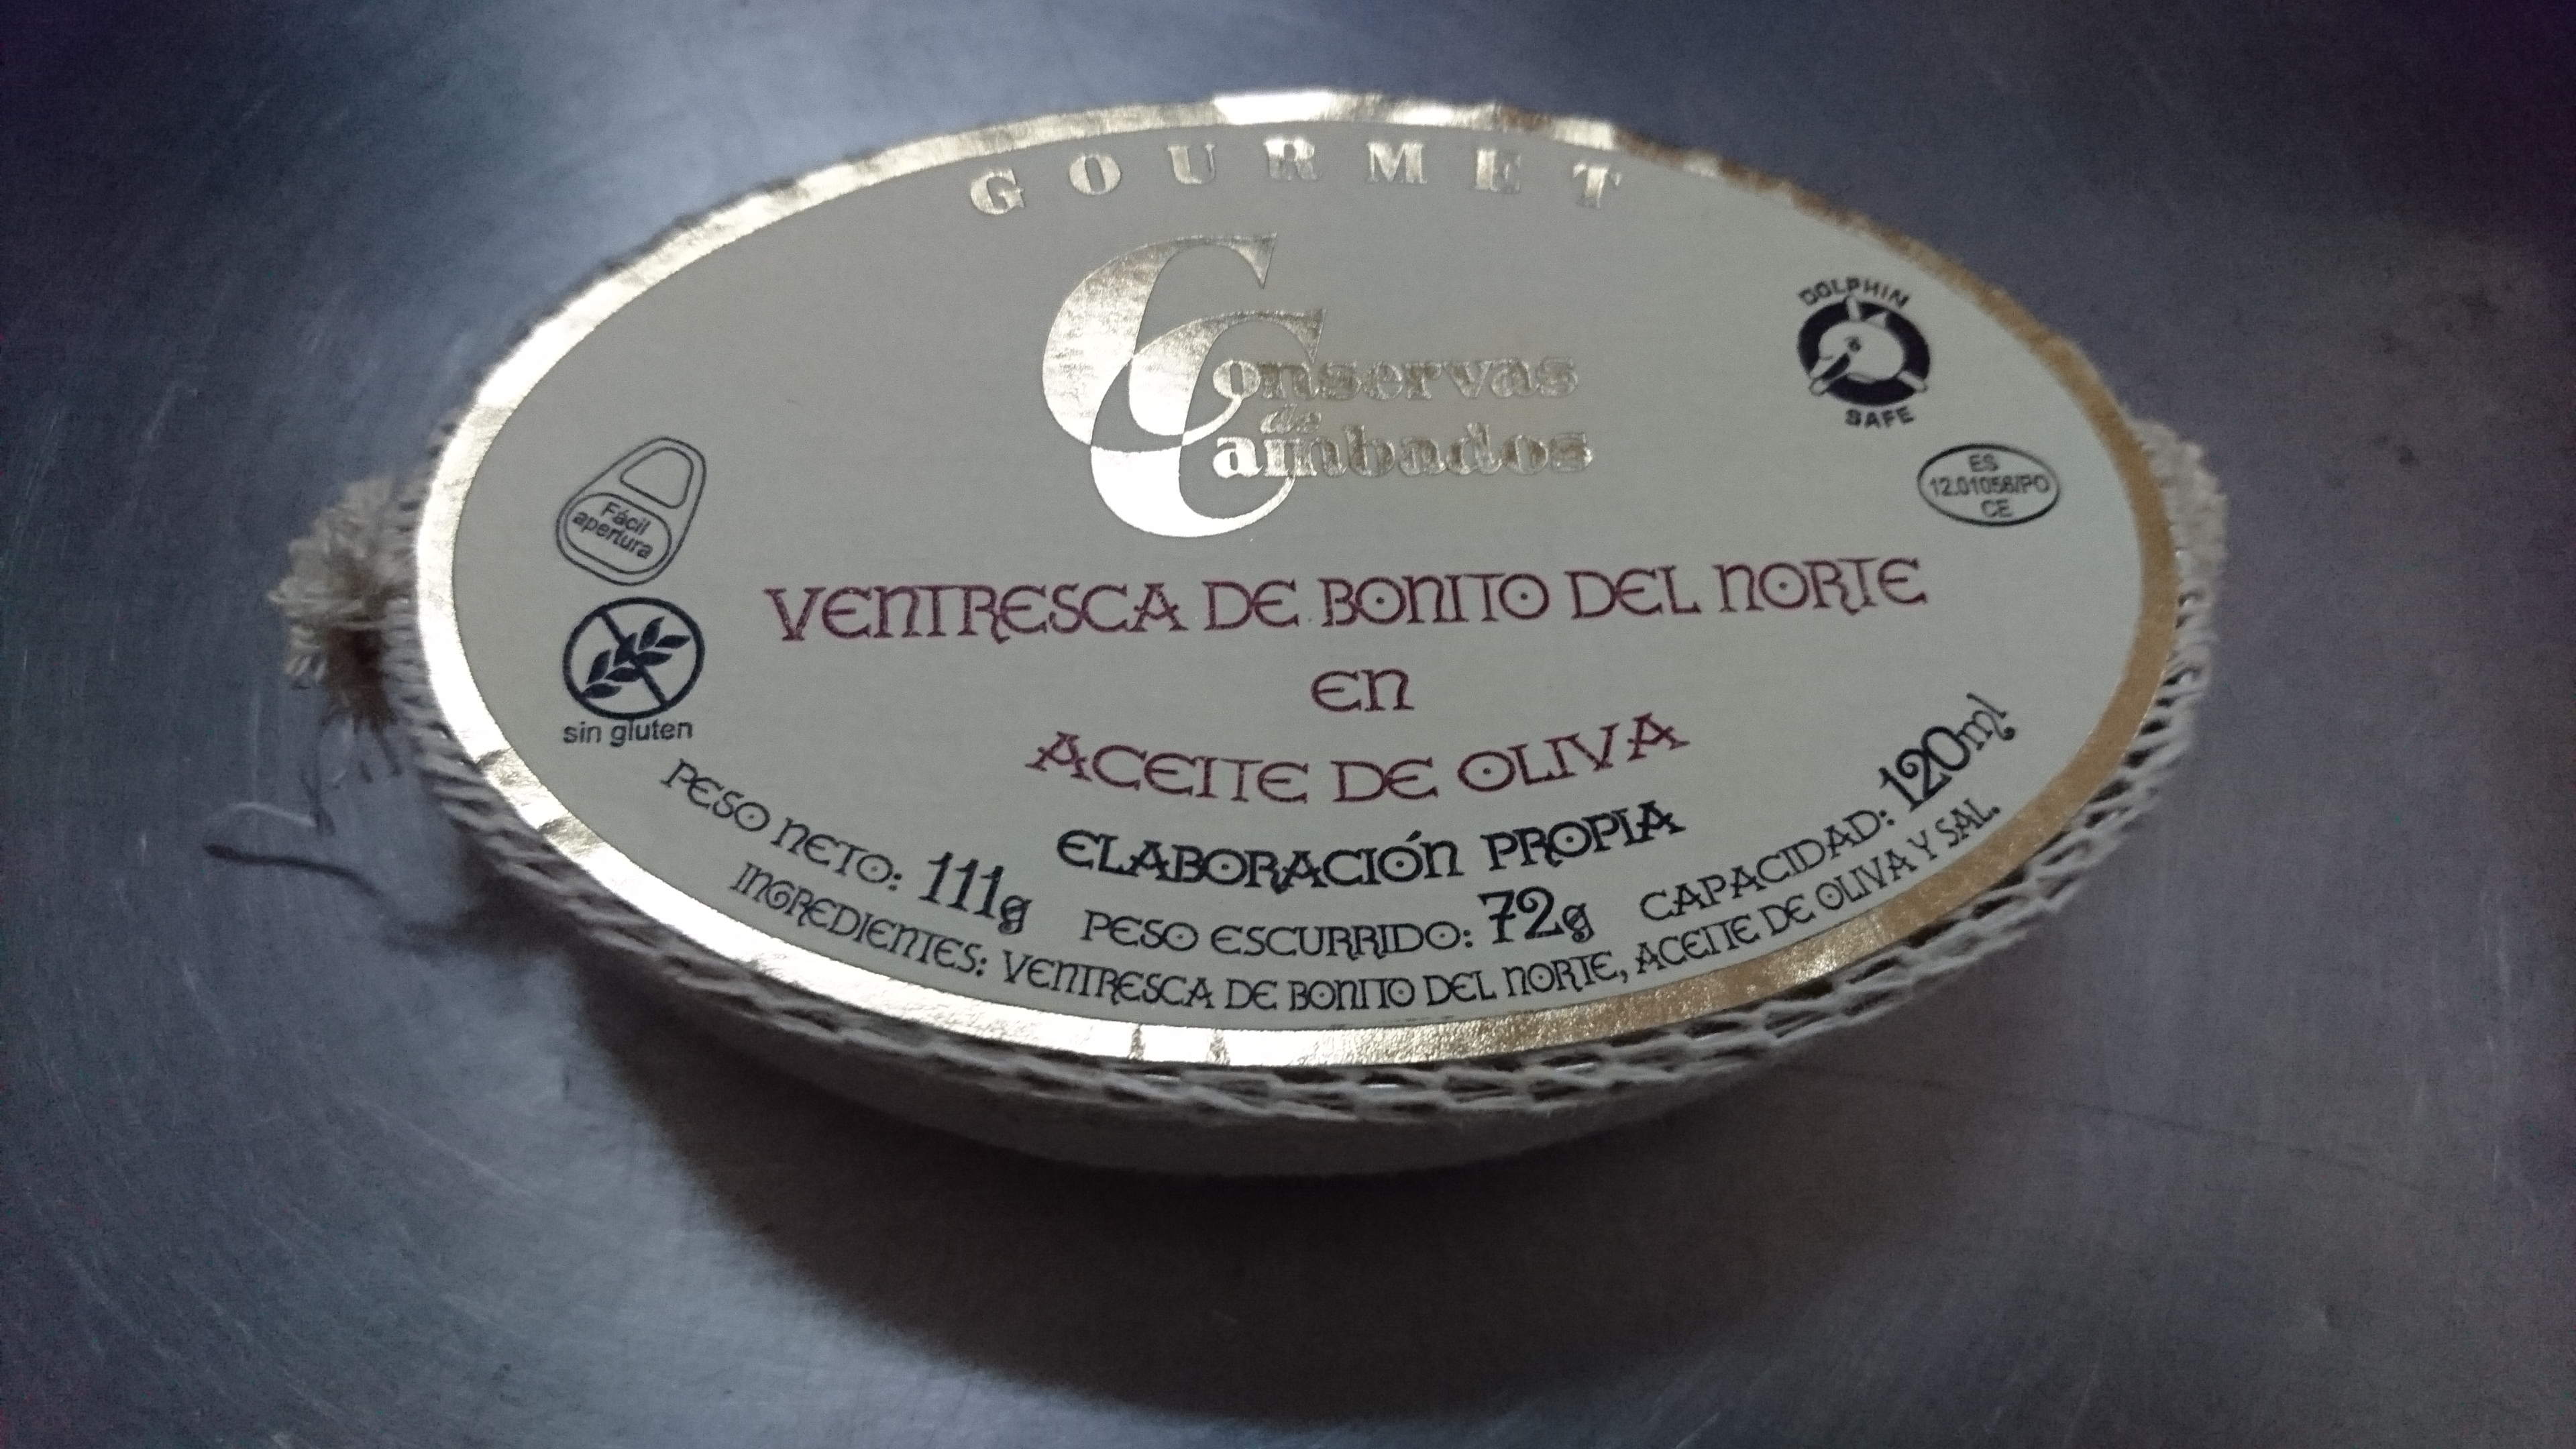 GOURMET
Conservas
de
Cambados
DOLPHIN
SAFE
ES
12.01056/PO
CE
Fácil
apertura
sin gluten
VENTRESCA DE BONITO DEL NORTE
EN
ACEITE DE OLIVA
ELABORACIÓN PROPIA
PESO NETO: 111g PESO ESCURRIDO: 72g CAPACIDAD: 120ml
INGREDIENTES: VENTRESCA DE BONITO DEL NORTE, ACEITE DE OLIVA Y SAL.